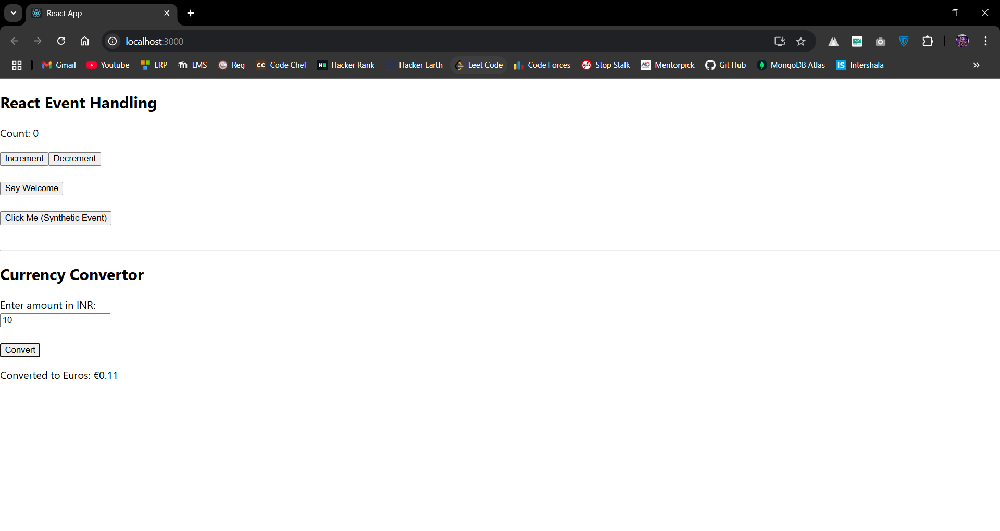 React App
localhost:3000
Gmail Youtube ERP LMS Reg CC Code Chef Hacker Rank Hacker Earth Leet Code Code Forces Stop Stalk Mentorpick Git Hub MongoDB Atlas IS Intershala
React Event Handling
Count: 0
Increment Decrement
Say Welcome
Click Me (Synthetic Event)
Currency Convertor
Enter amount in INR:
10
Convert
Converted to Euros: €0.11